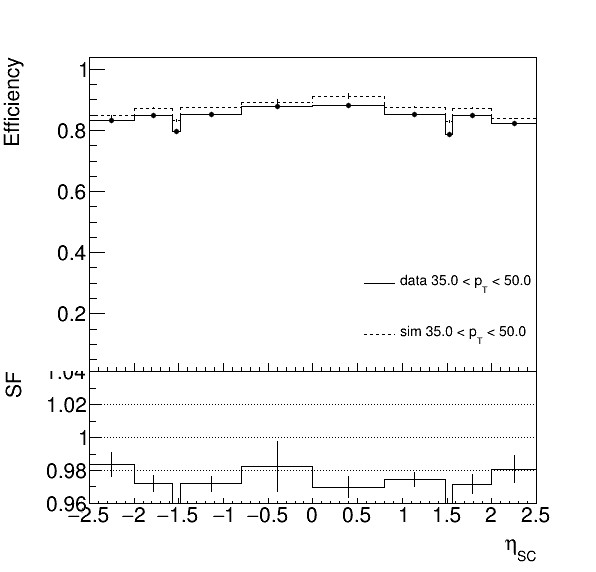 Efficiency
1
0.8
0.6
0.4
0.2
data 35.0 < p_T < 50.0
sim 35.0 < p_T < 50.0
SF
1.04
1.02
1
0.98
0.96
−2.5 −2 −1.5 −1 −0.5 0 0.5 1 1.5 2 2.5
η_SC